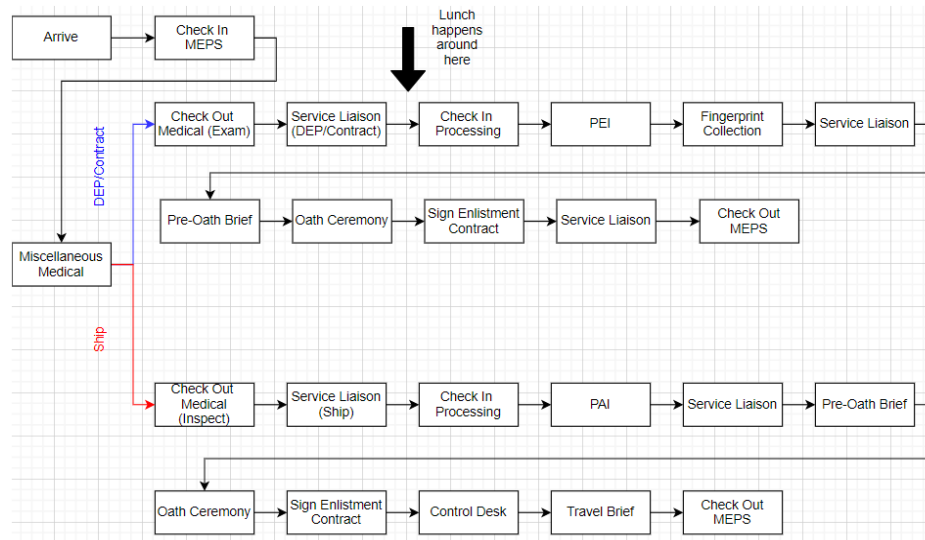 Arrive
Check In
MEPS
Lunch
happens
around
here
DEP/Contract
Check Out
Medical (Exam)
Service Liaison
(DEP/Contract)
Check In
Processing
PEI
Fingerprint
Collection
Service Liaison
Pre-Oath Brief
Oath Ceremony
Sign Enlistment
Contract
Service Liaison
Check Out
MEPS
Miscellaneous
Medical
Ship
Check Out
Medical
(Inspect)
Service Liaison
(Ship)
Check In
Processing
PAI
Service Liaison
Pre-Oath Brief
Oath Ceremony
Sign Enlistment
Contract
Control Desk
Travel Brief
Check Out
MEPS